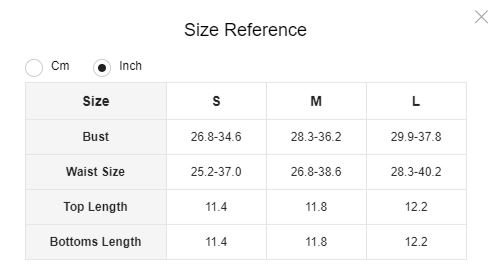 Size Reference
Cm Inch
Size S M L
Bust 26.8-34.6 28.3-36.2 29.9-37.8
Waist Size 25.2-37.0 26.8-38.6 28.3-40.2
Top Length 11.4 11.8 12.2
Bottoms Length 11.4 11.8 12.2